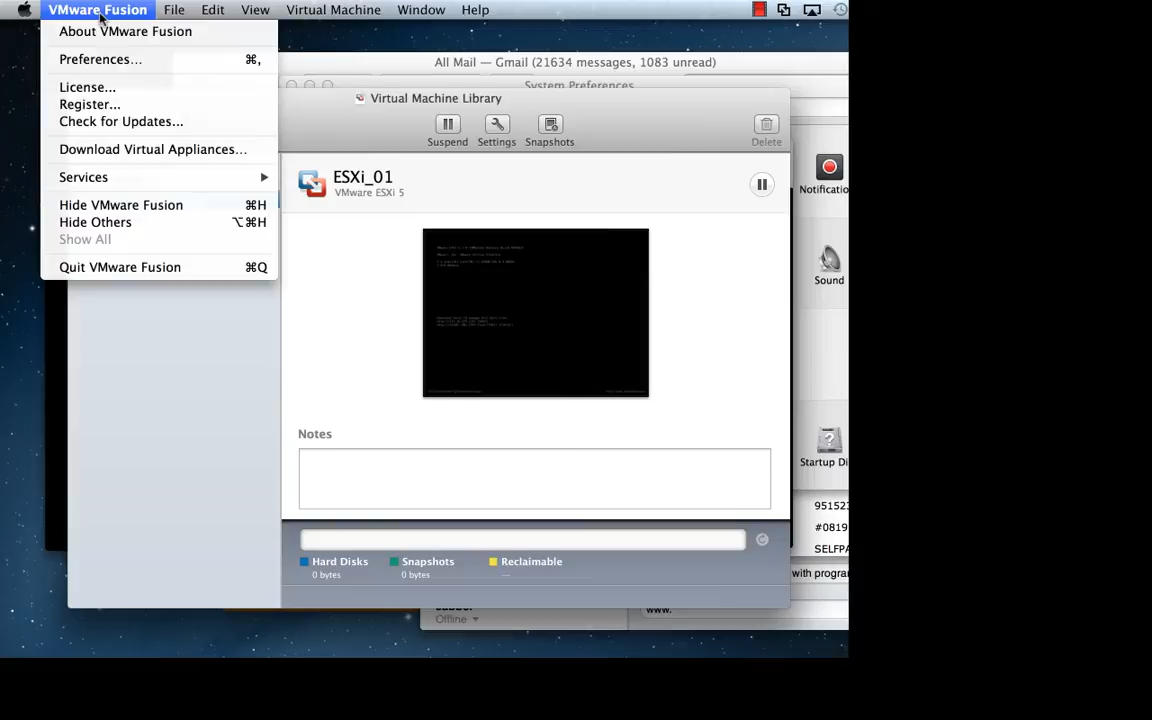 VMware Fusion File Edit View Virtual Machine Window Help
About VMware Fusion
Preferences... ⌘,
License...
Register...
Check for Updates...
Download Virtual Appliances...
Services
Hide VMware Fusion ⌘H
Hide Others ⌥⌘H
Show All
Quit VMware Fusion ⌘Q
All Mail — Gmail (21634 messages, 1083 unread)
System Preferences
Virtual Machine Library
Suspend Settings Snapshots Delete
ESXi_01
VMware ESXi 5
Notes
Hard Disks Snapshots Reclaimable
0 bytes 0 bytes —
Notificatio
Sound
?
Startup Di
951523
#0819
SELFPA
with progran
www.
Offline